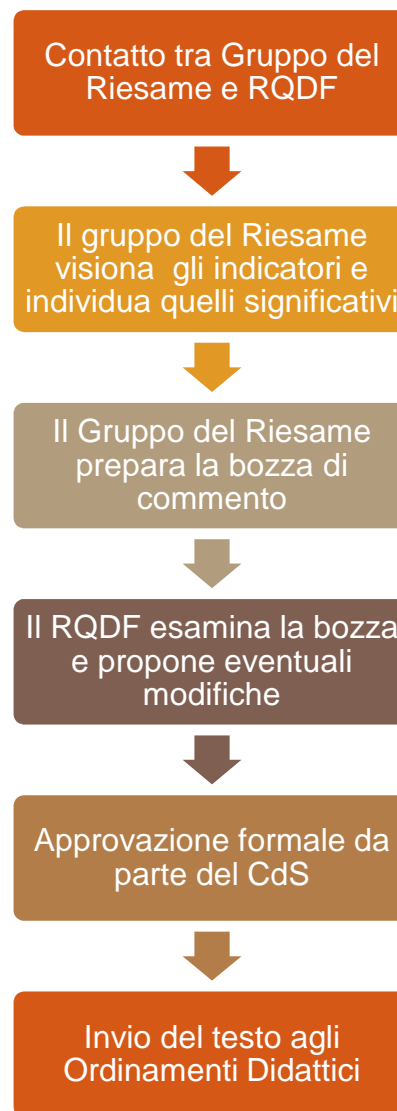 Contatto tra Gruppo del
Riesame e RQDF
Il gruppo del Riesame
visiona gli indicatori e
individua quelli significativi
Il Gruppo del Riesame
prepara la bozza di
commento
Il RQDF esamina la bozza
e propone eventuali
modifiche
Approvazione formale da
parte del CdS
Invio del testo agli
Ordinamenti Didattici